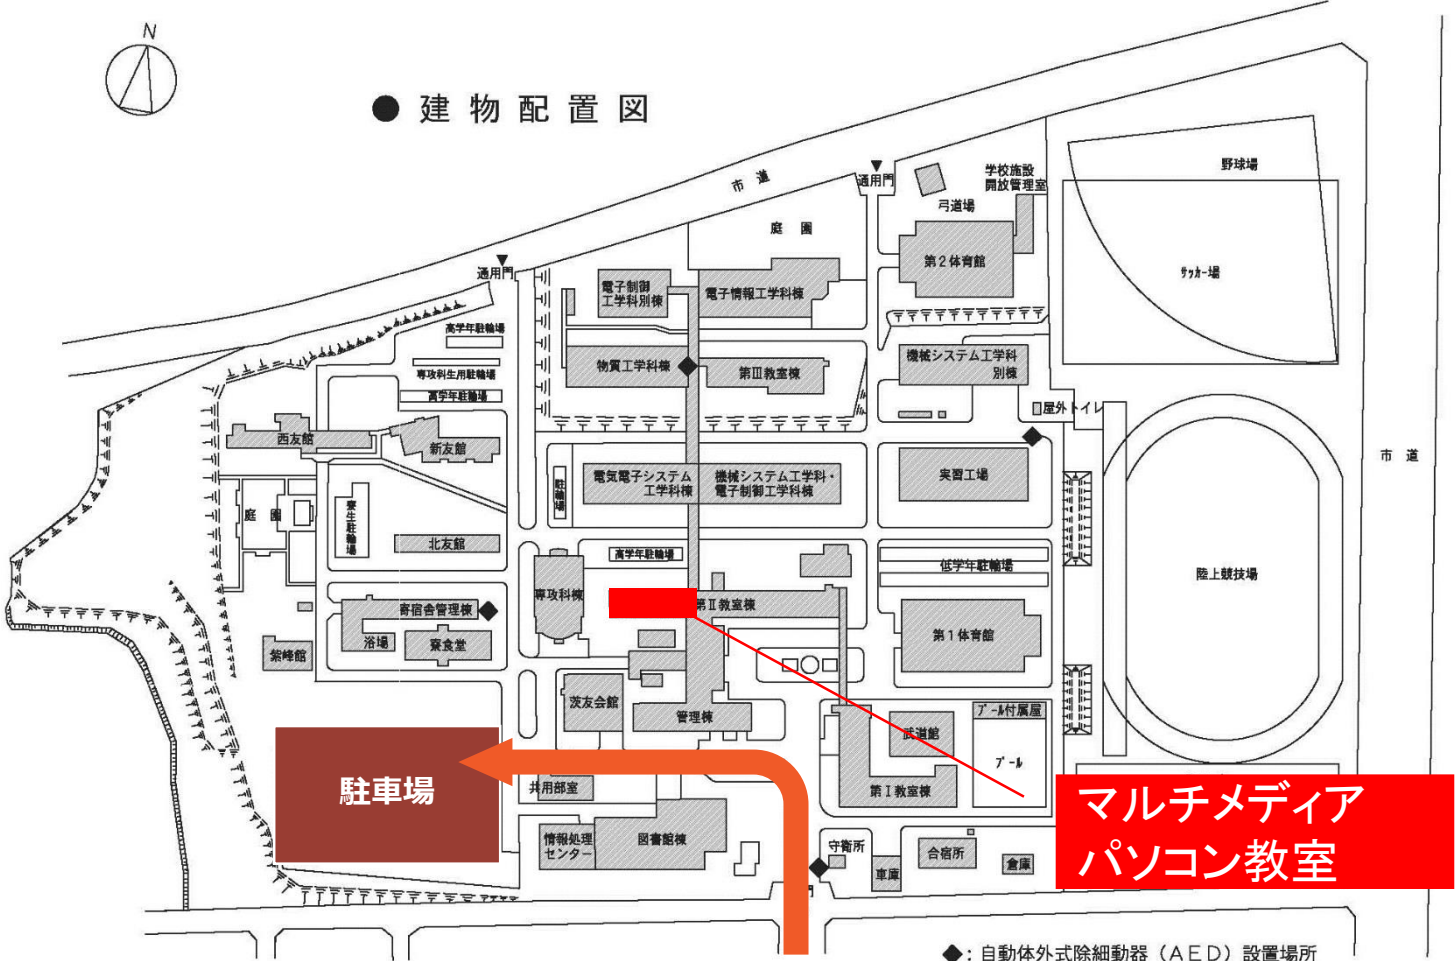 N
● 建物配置図
市道
▼
通用門
学校施設
開放管理室
弓道場
野球場
庭園
第2体育館
サッカー場
▼
通用門
電子制御
工学科別棟
電子情報工学科棟
高学年駐輪場
専攻科生用駐輪場
高学年駐輪場
物質工学科棟
第Ⅲ教室棟
機械システム工学科
別棟
屋外トイレ
西友館
新友館
市道
電気電子システム
工学科棟
機械システム工学科・
電子制御工学科棟
実習工場
駐輪場
庭園
寮生駐輪場
北友館
高学年駐輪場
低学年駐輪場
陸上競技場
専攻科棟
第Ⅱ教室棟
寄宿舎管理棟
浴場
寮食堂
紫峰館
第1体育館
茨友会館
管理棟
プール付属屋
武道館
プール
駐車場
共用部室
第Ⅰ教室棟
マルチメディア
パソコン教室
情報処理
センター
図書館棟
守衛所
合宿所
倉庫
車庫
◆：自動体外式除細動器（AED）設置場所